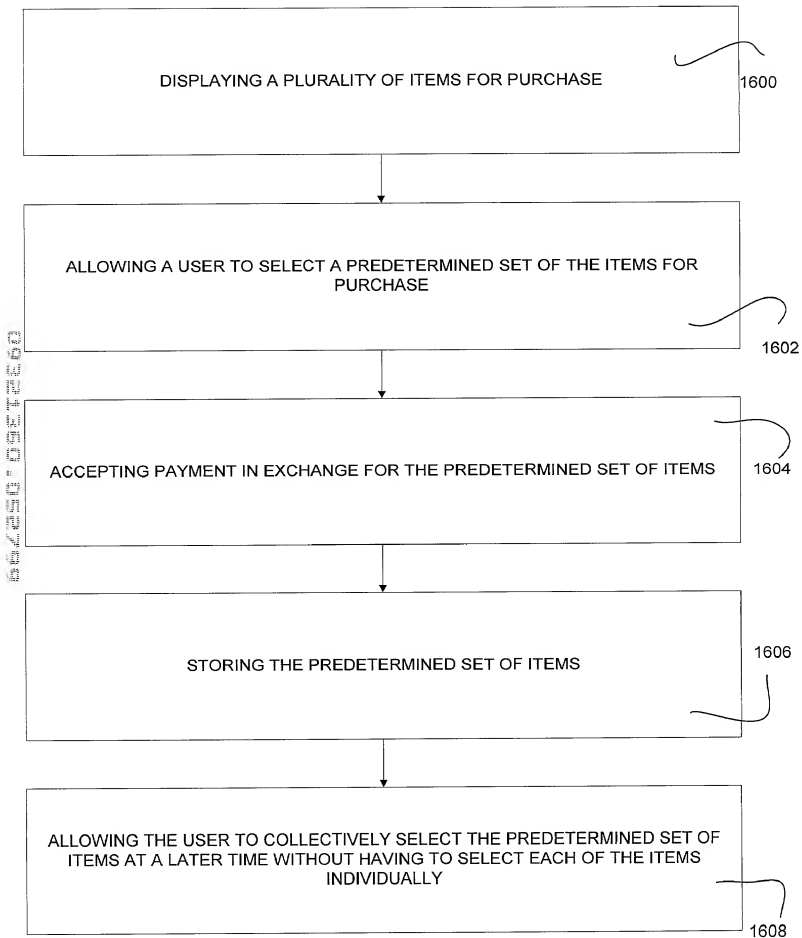 DISPLAYING A PLURALITY OF ITEMS FOR PURCHASE
1600
ALLOWING A USER TO SELECT A PREDETERMINED SET OF THE ITEMS FOR
PURCHASE
1602
ACCEPTING PAYMENT IN EXCHANGE FOR THE PREDETERMINED SET OF ITEMS
1604
STORING THE PREDETERMINED SET OF ITEMS
1606
ALLOWING THE USER TO COLLECTIVELY SELECT THE PREDETERMINED SET OF
ITEMS AT A LATER TIME WITHOUT HAVING TO SELECT EACH OF THE ITEMS
INDIVIDUALLY
1608